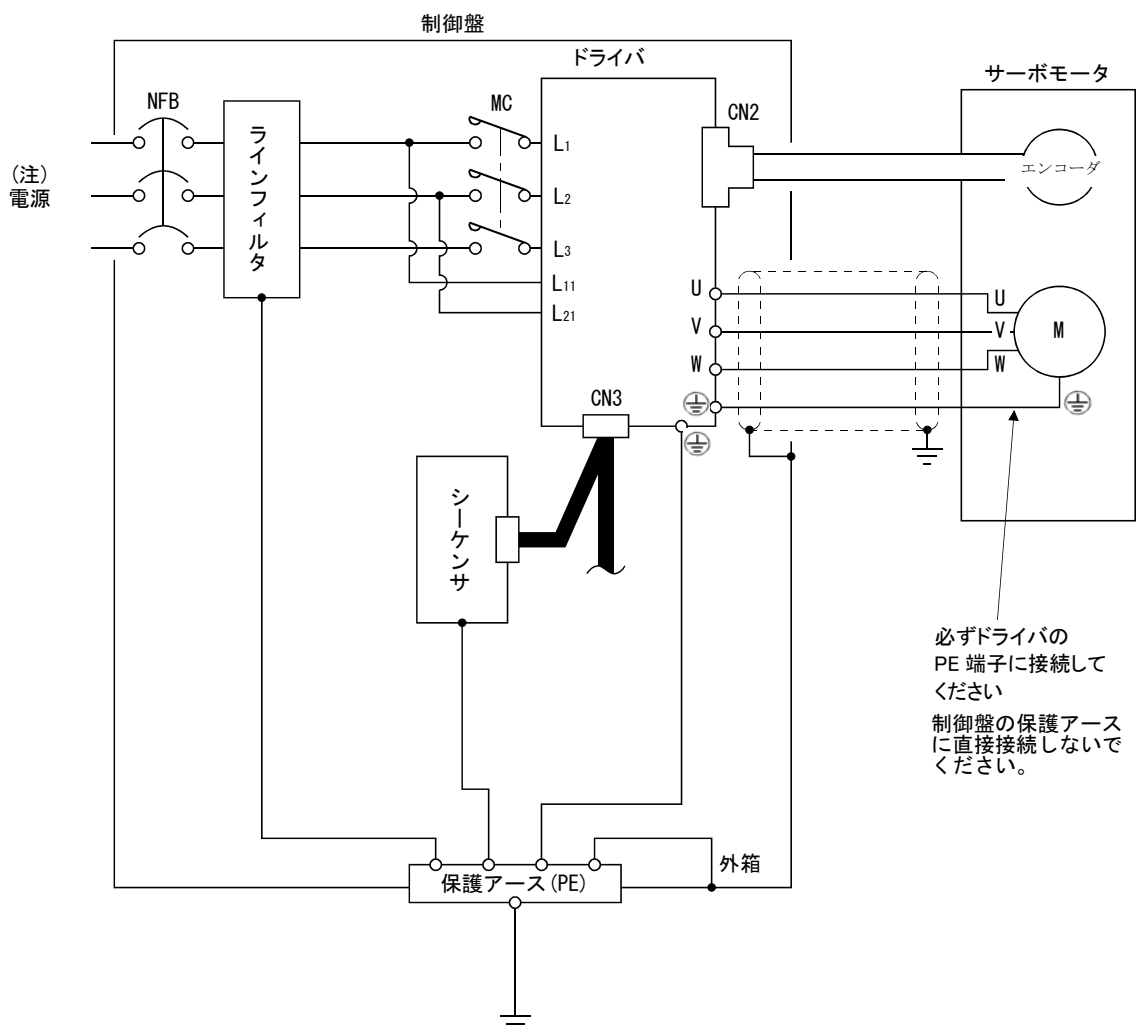 制御盤
ドライバ
サーボモータ
NFB
MC
CN2
ラインフィルタ
(注)
電源
L1
L2
L3
L11
L21
エンコーダ
U
V
W
U
V
W
M
CN3
シーケンサ
必ずドライバの
PE 端子に接続して
ください
制御盤の保護アース
に直接接続しないで
ください。
外箱
保護アース(PE)